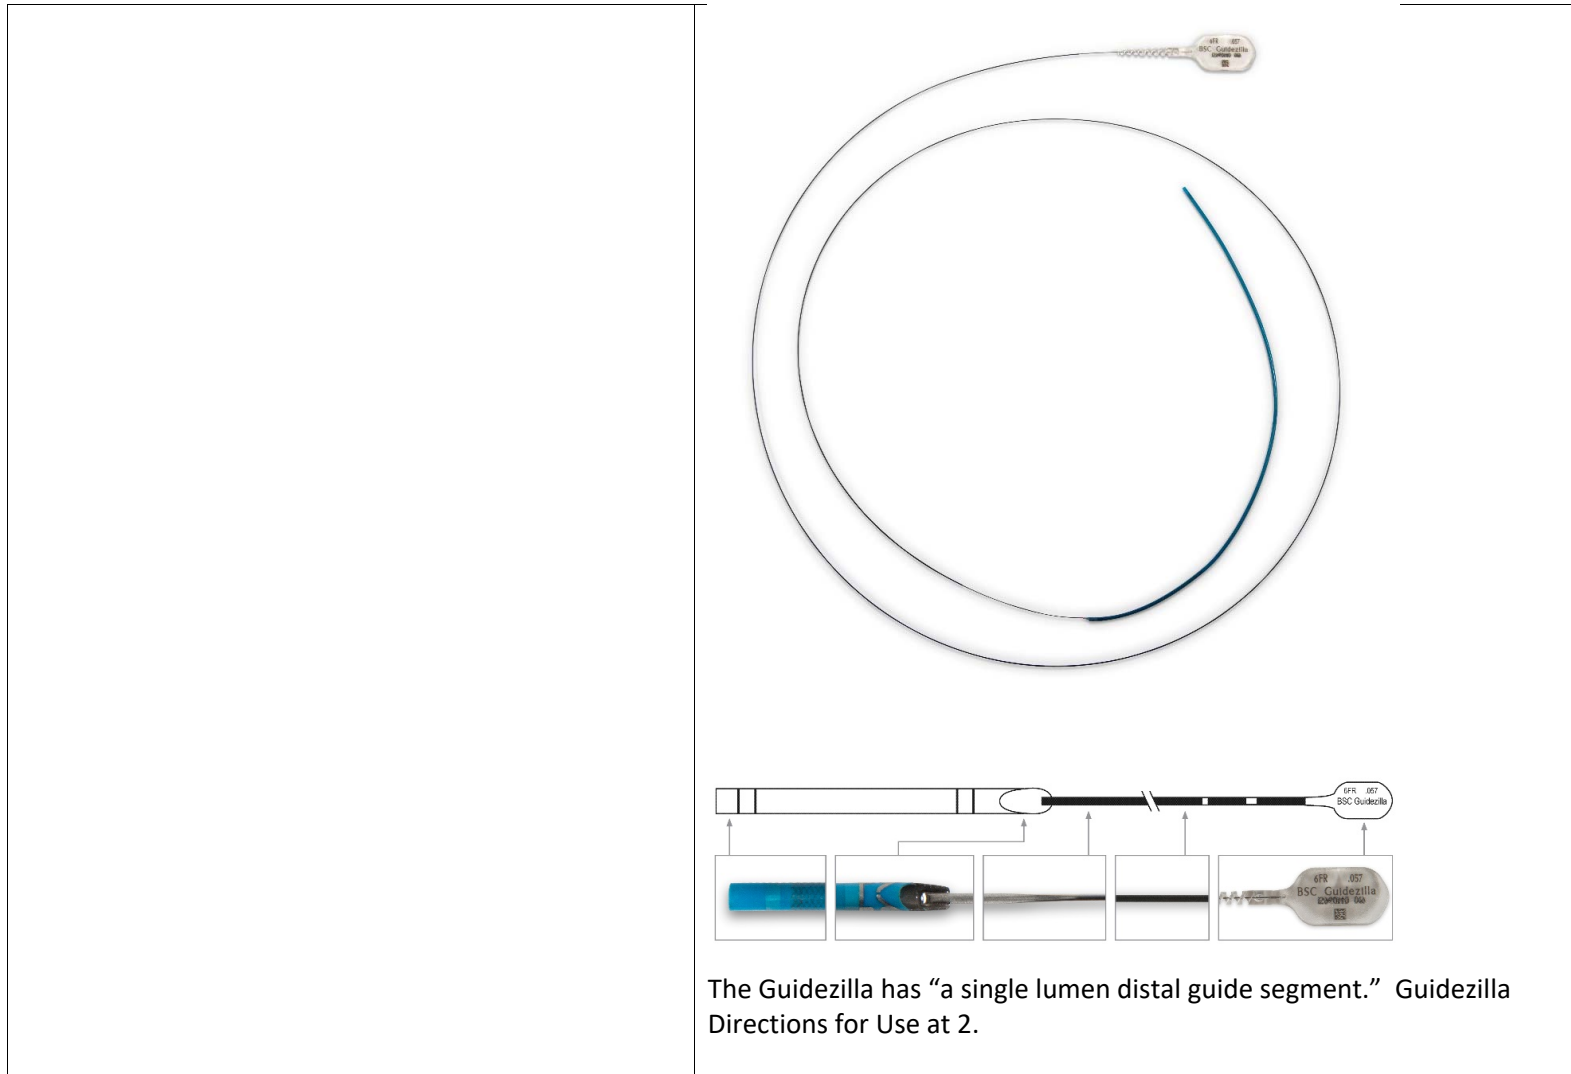 6FR .057
BSC Guidezilla
6FR .057
BSC Guidezilla
6FR .057
BSC Guidezilla
The Guidezilla has “a single lumen distal guide segment.” Guidezilla
Directions for Use at 2.